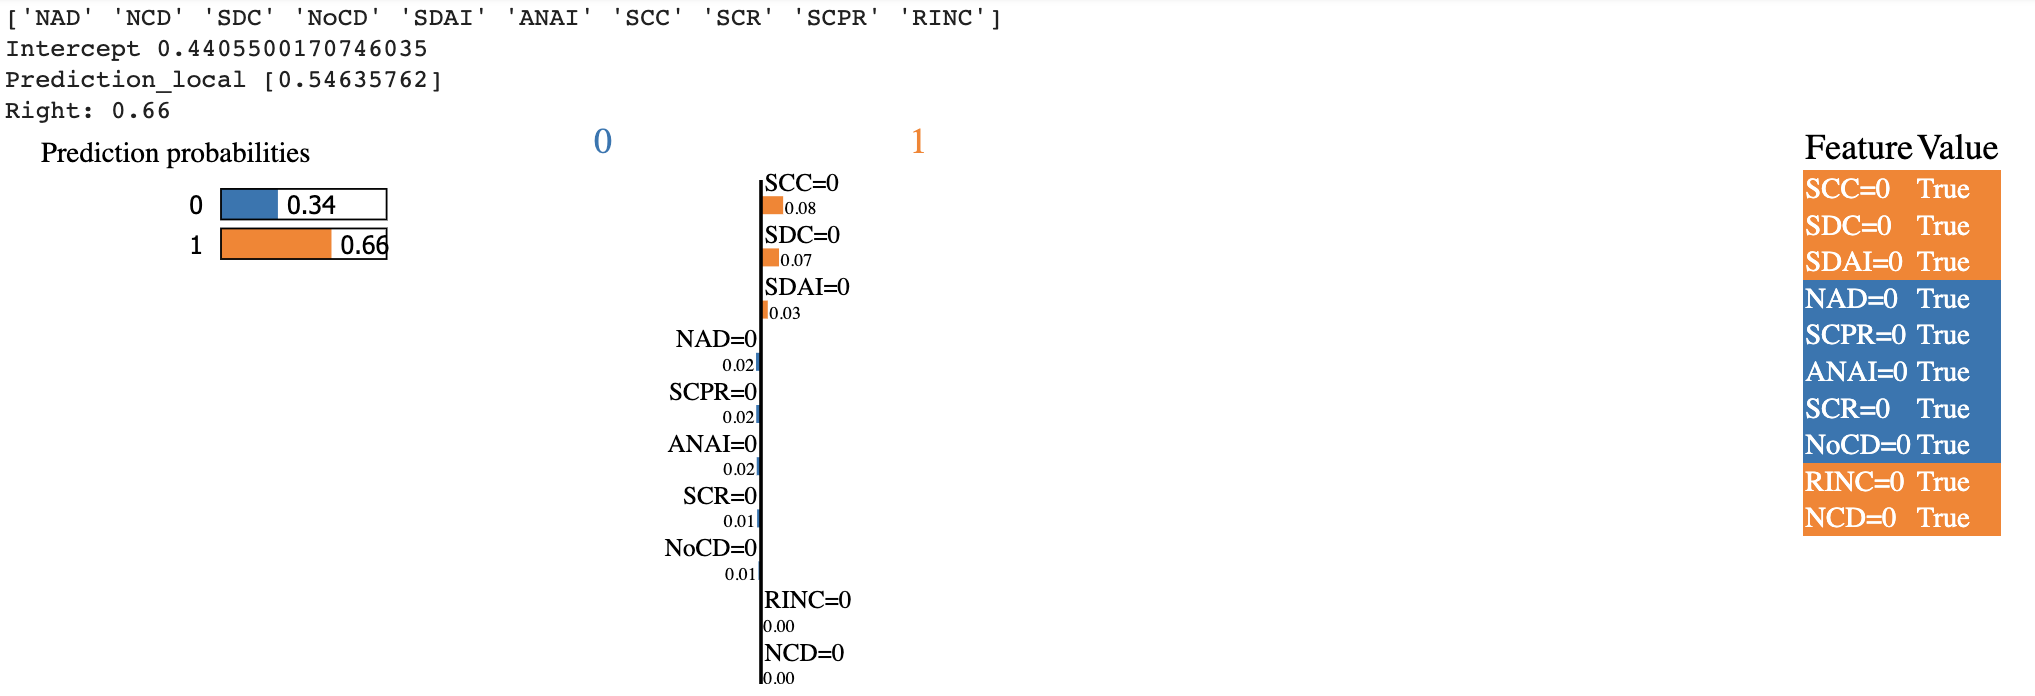 ['NAD' 'NCD' 'SDC' 'NoCD' 'SDAI' 'ANAI' 'SCC' 'SCR' 'SCPR' 'RINC']
Intercept 0.4405500170746035
Prediction_local [0.54635762]
Right: 0.66
Prediction probabilities
0 0.34
1 0.66
0 1
SCC=0
0.08
SDC=0
0.07
SDAI=0
0.03
NAD=0
0.02
SCPR=0
0.02
ANAI=0
0.02
SCR=0
0.01
NoCD=0
0.01
RINC=0
0.00
NCD=0
0.00
Feature Value
SCC=0 True
SDC=0 True
SDAI=0 True
NAD=0 True
SCPR=0 True
ANAI=0 True
SCR=0 True
NoCD=0 True
RINC=0 True
NCD=0 True